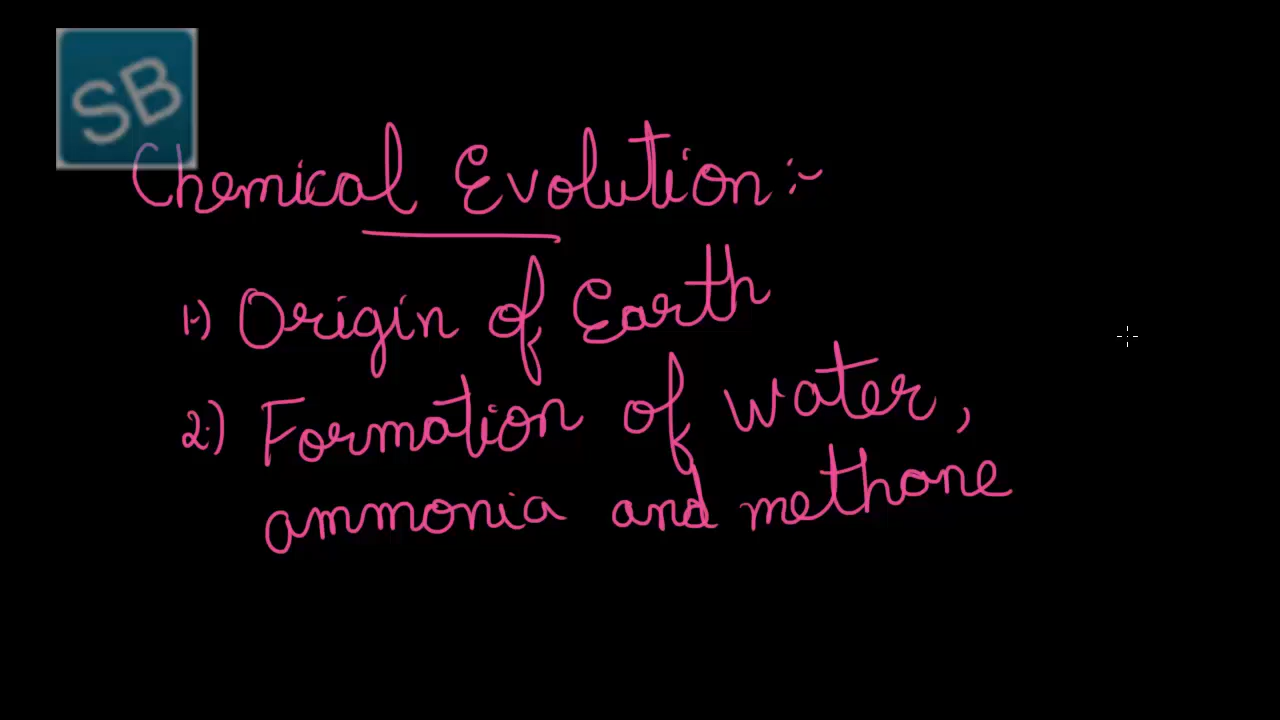 SB
Chemical Evolution :-
1.) Origin of Earth
2.) Formation of water,
ammonia and methane